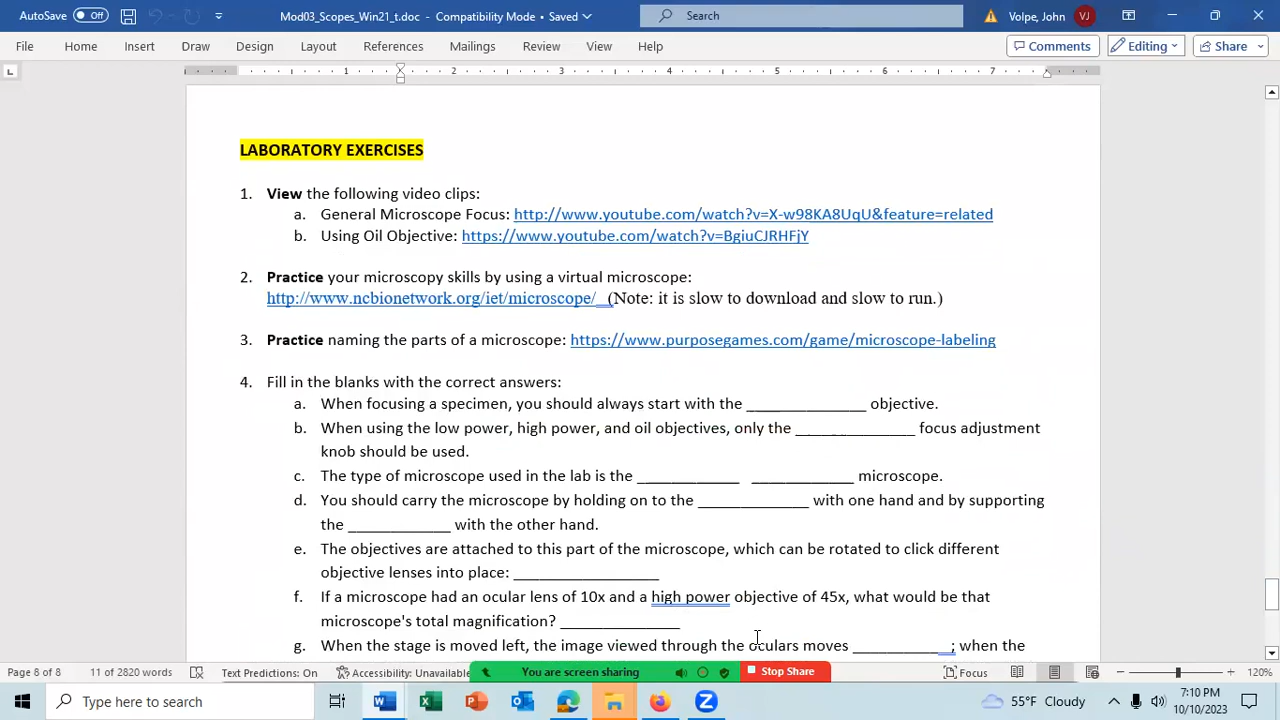 AutoSave Off Mod03_Scopes_Win21_t.doc - Compatibility Mode • Saved Search Volpe, John VJ
File Home Insert Draw Design Layout References Mailings Review View Help Comments Editing Share
1 2 3 4 5 6 7
LABORATORY EXERCISES
1. View the following video clips:
a. General Microscope Focus: http://www.youtube.com/watch?v=X-w98KA8UqU&feature=related
b. Using Oil Objective: https://www.youtube.com/watch?v=BgiuCJRHFjY
2. Practice your microscopy skills by using a virtual microscope:
http://www.ncbionetwork.org/iet/microscope/ (Note: it is slow to download and slow to run.)
3. Practice naming the parts of a microscope: https://www.purposegames.com/game/microscope-labeling
4. Fill in the blanks with the correct answers:
a. When focusing a specimen, you should always start with the ______________ objective.
b. When using the low power, high power, and oil objectives, only the ______________ focus adjustment
knob should be used.
c. The type of microscope used in the lab is the ____________ ____________ microscope.
d. You should carry the microscope by holding on to the _____________ with one hand and by supporting
the ____________ with the other hand.
e. The objectives are attached to this part of the microscope, which can be rotated to click different
objective lenses into place: _________________
f. If a microscope had an ocular lens of 10x and a high power objective of 45x, what would be that
microscope's total magnification? ______________
g. When the stage is moved left, the image viewed through the oculars moves ____________; when the
Page 8 of 8 11 of 2820 words Text Predictions: On Accessibility: Unavailable You are screen sharing Stop Share Focus 120%
Type here to search 55°F Cloudy 7:10 PM
10/10/2023